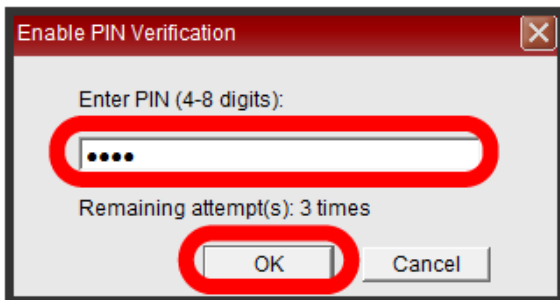 Enable PIN Verification
Enter PIN (4-8 digits):
••••
Remaining attempt(s): 3 times
OK Cancel